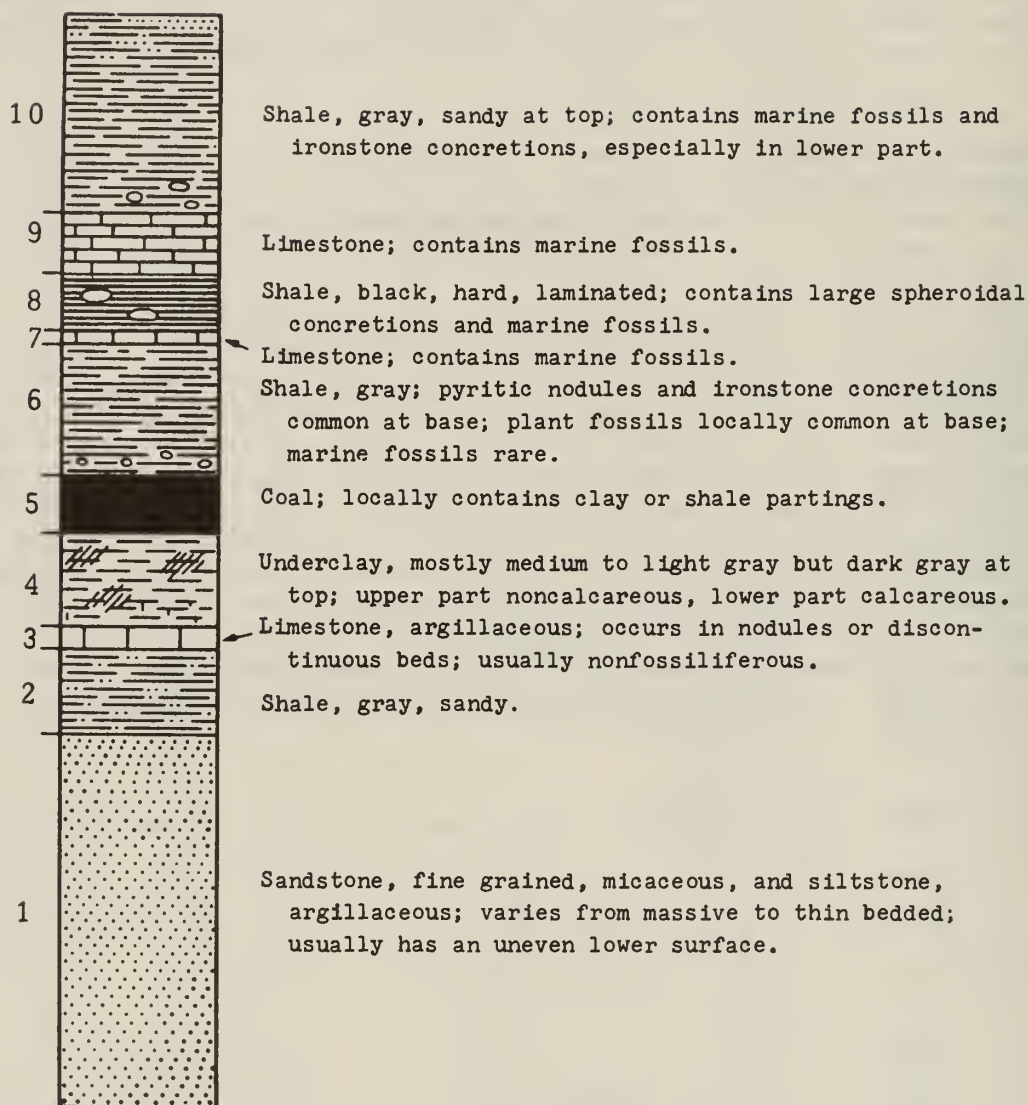 10
Shale, gray, sandy at top; contains marine fossils and
ironstone concretions, especially in lower part.
9
Limestone; contains marine fossils.
8
Shale, black, hard, laminated; contains large spheroidal
concretions and marine fossils.
7
Limestone; contains marine fossils.
6
Shale, gray; pyritic nodules and ironstone concretions
common at base; plant fossils locally common at base;
marine fossils rare.
5
Coal; locally contains clay or shale partings.
4
Underclay, mostly medium to light gray but dark gray at
top; upper part noncalcareous, lower part calcareous.
3
Limestone, argillaceous; occurs in nodules or discon-
tinuous beds; usually nonfossiliferous.
2
Shale, gray, sandy.
1
Sandstone, fine grained, micaceous, and siltstone,
argillaceous; varies from massive to thin bedded;
usually has an uneven lower surface.